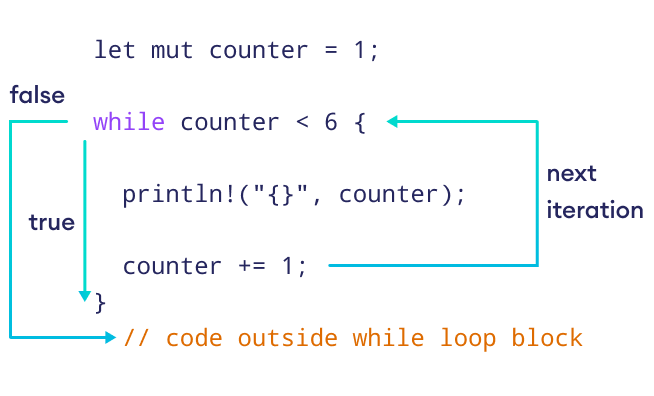 let mut counter = 1;
false
while counter < 6 {
next
println!("{}", counter);
iteration
true
counter += 1;
}
// code outside while loop block